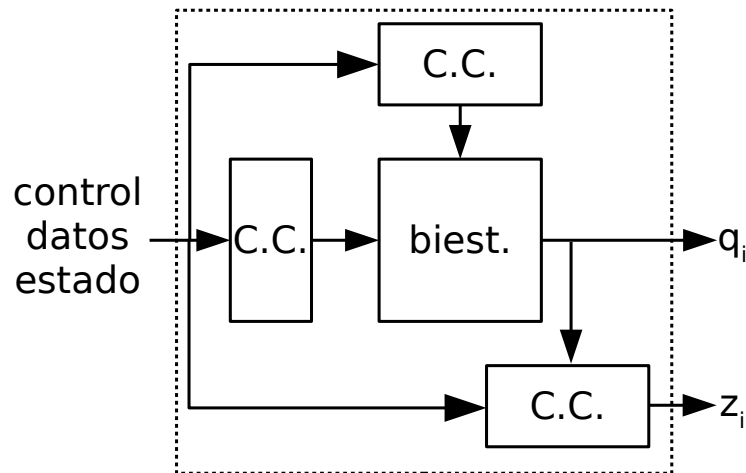 C.C.
control
datos
estado
C.C.
biest.
qi
C.C.
zi